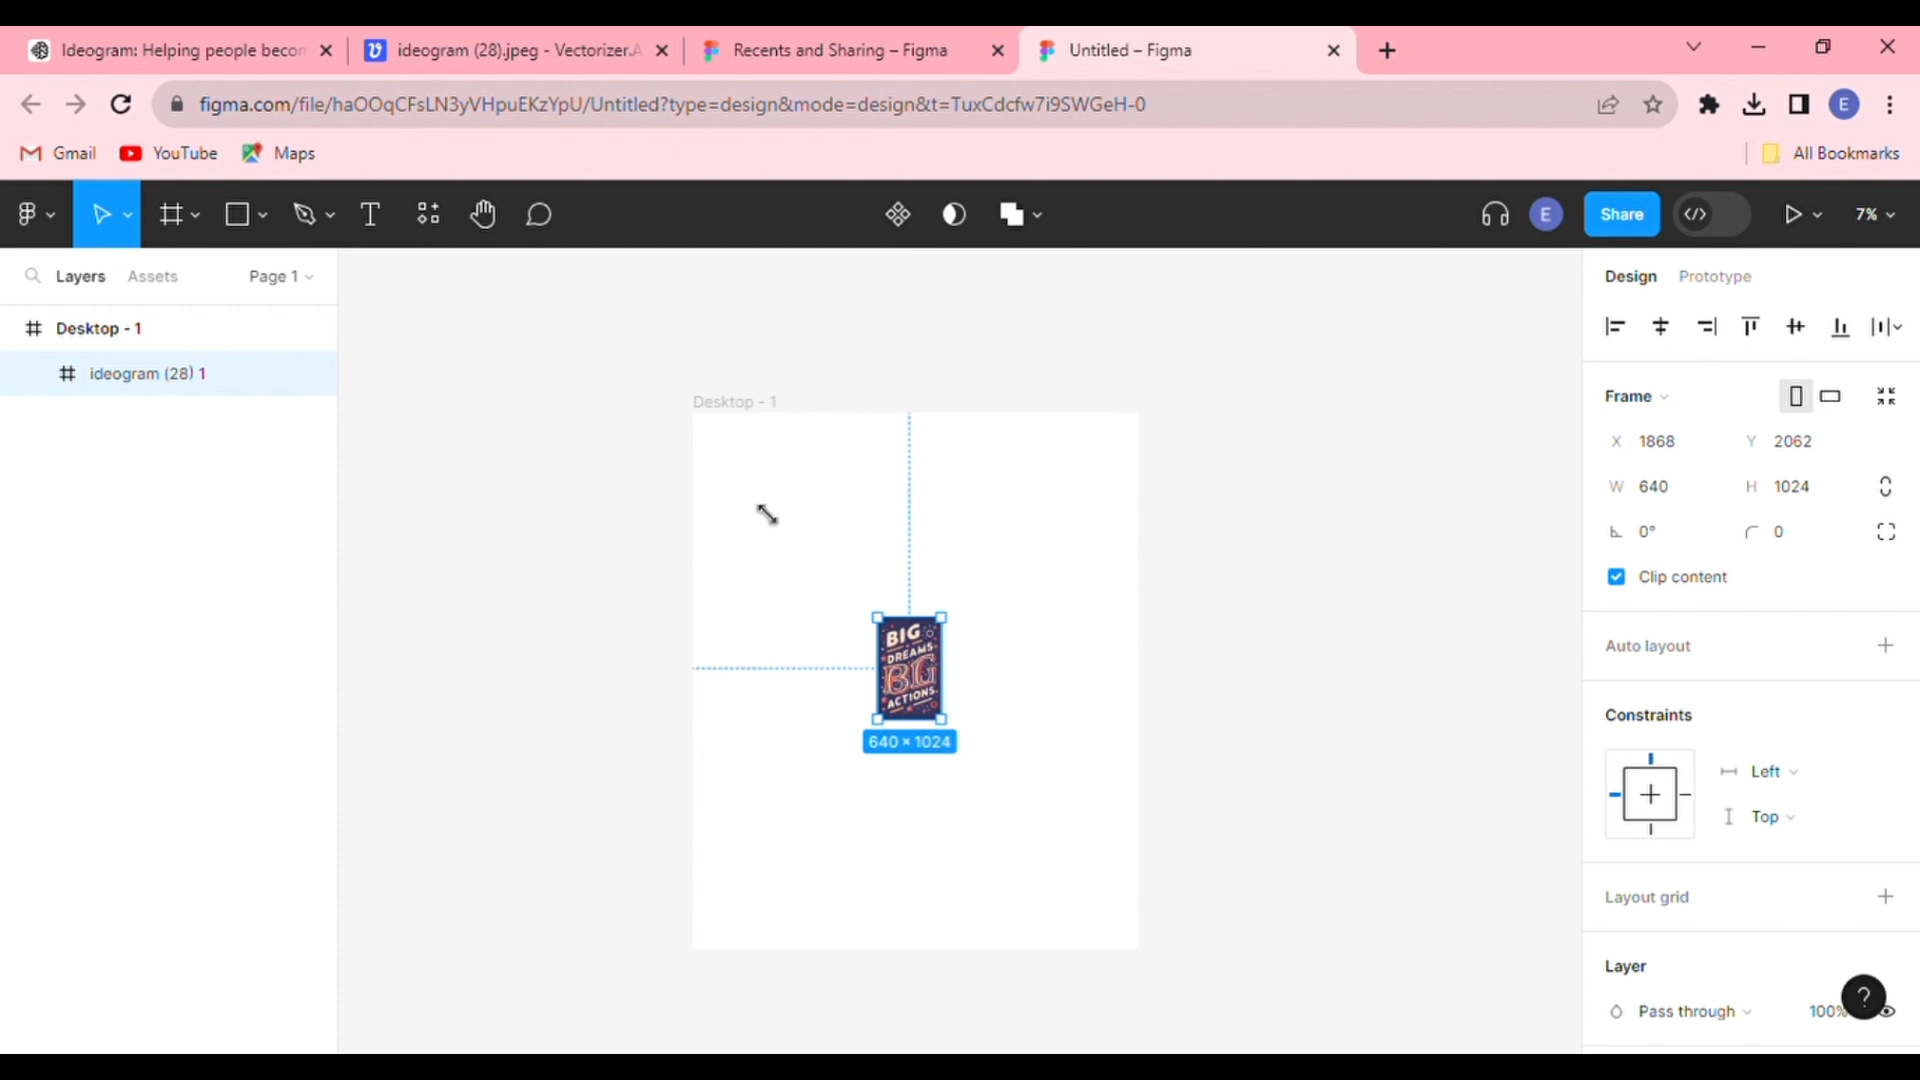 Ideogram: Helping people becon
ideogram (28).jpeg - Vectorizer.A
Recents and Sharing – Figma
Untitled – Figma
figma.com/file/haOOqCFsLN3yVHpuEKzYpU/Untitled?type=design&mode=design&t=TuxCdcfw7i9SWGeH-0
E
Gmail
YouTube
Maps
All Bookmarks
E
Share
7%
Layers
Assets
Page 1
Design
Prototype
Desktop - 1
ideogram (28) 1
Desktop - 1
BIG
DREAMS.
BG
ACTIONS.
640 × 1024
Frame
X 1868
Y 2062
W 640
H 1024
0°
0
Clip content
Auto layout
Constraints
Left
Top
Layout grid
Layer
Pass through
100%
?